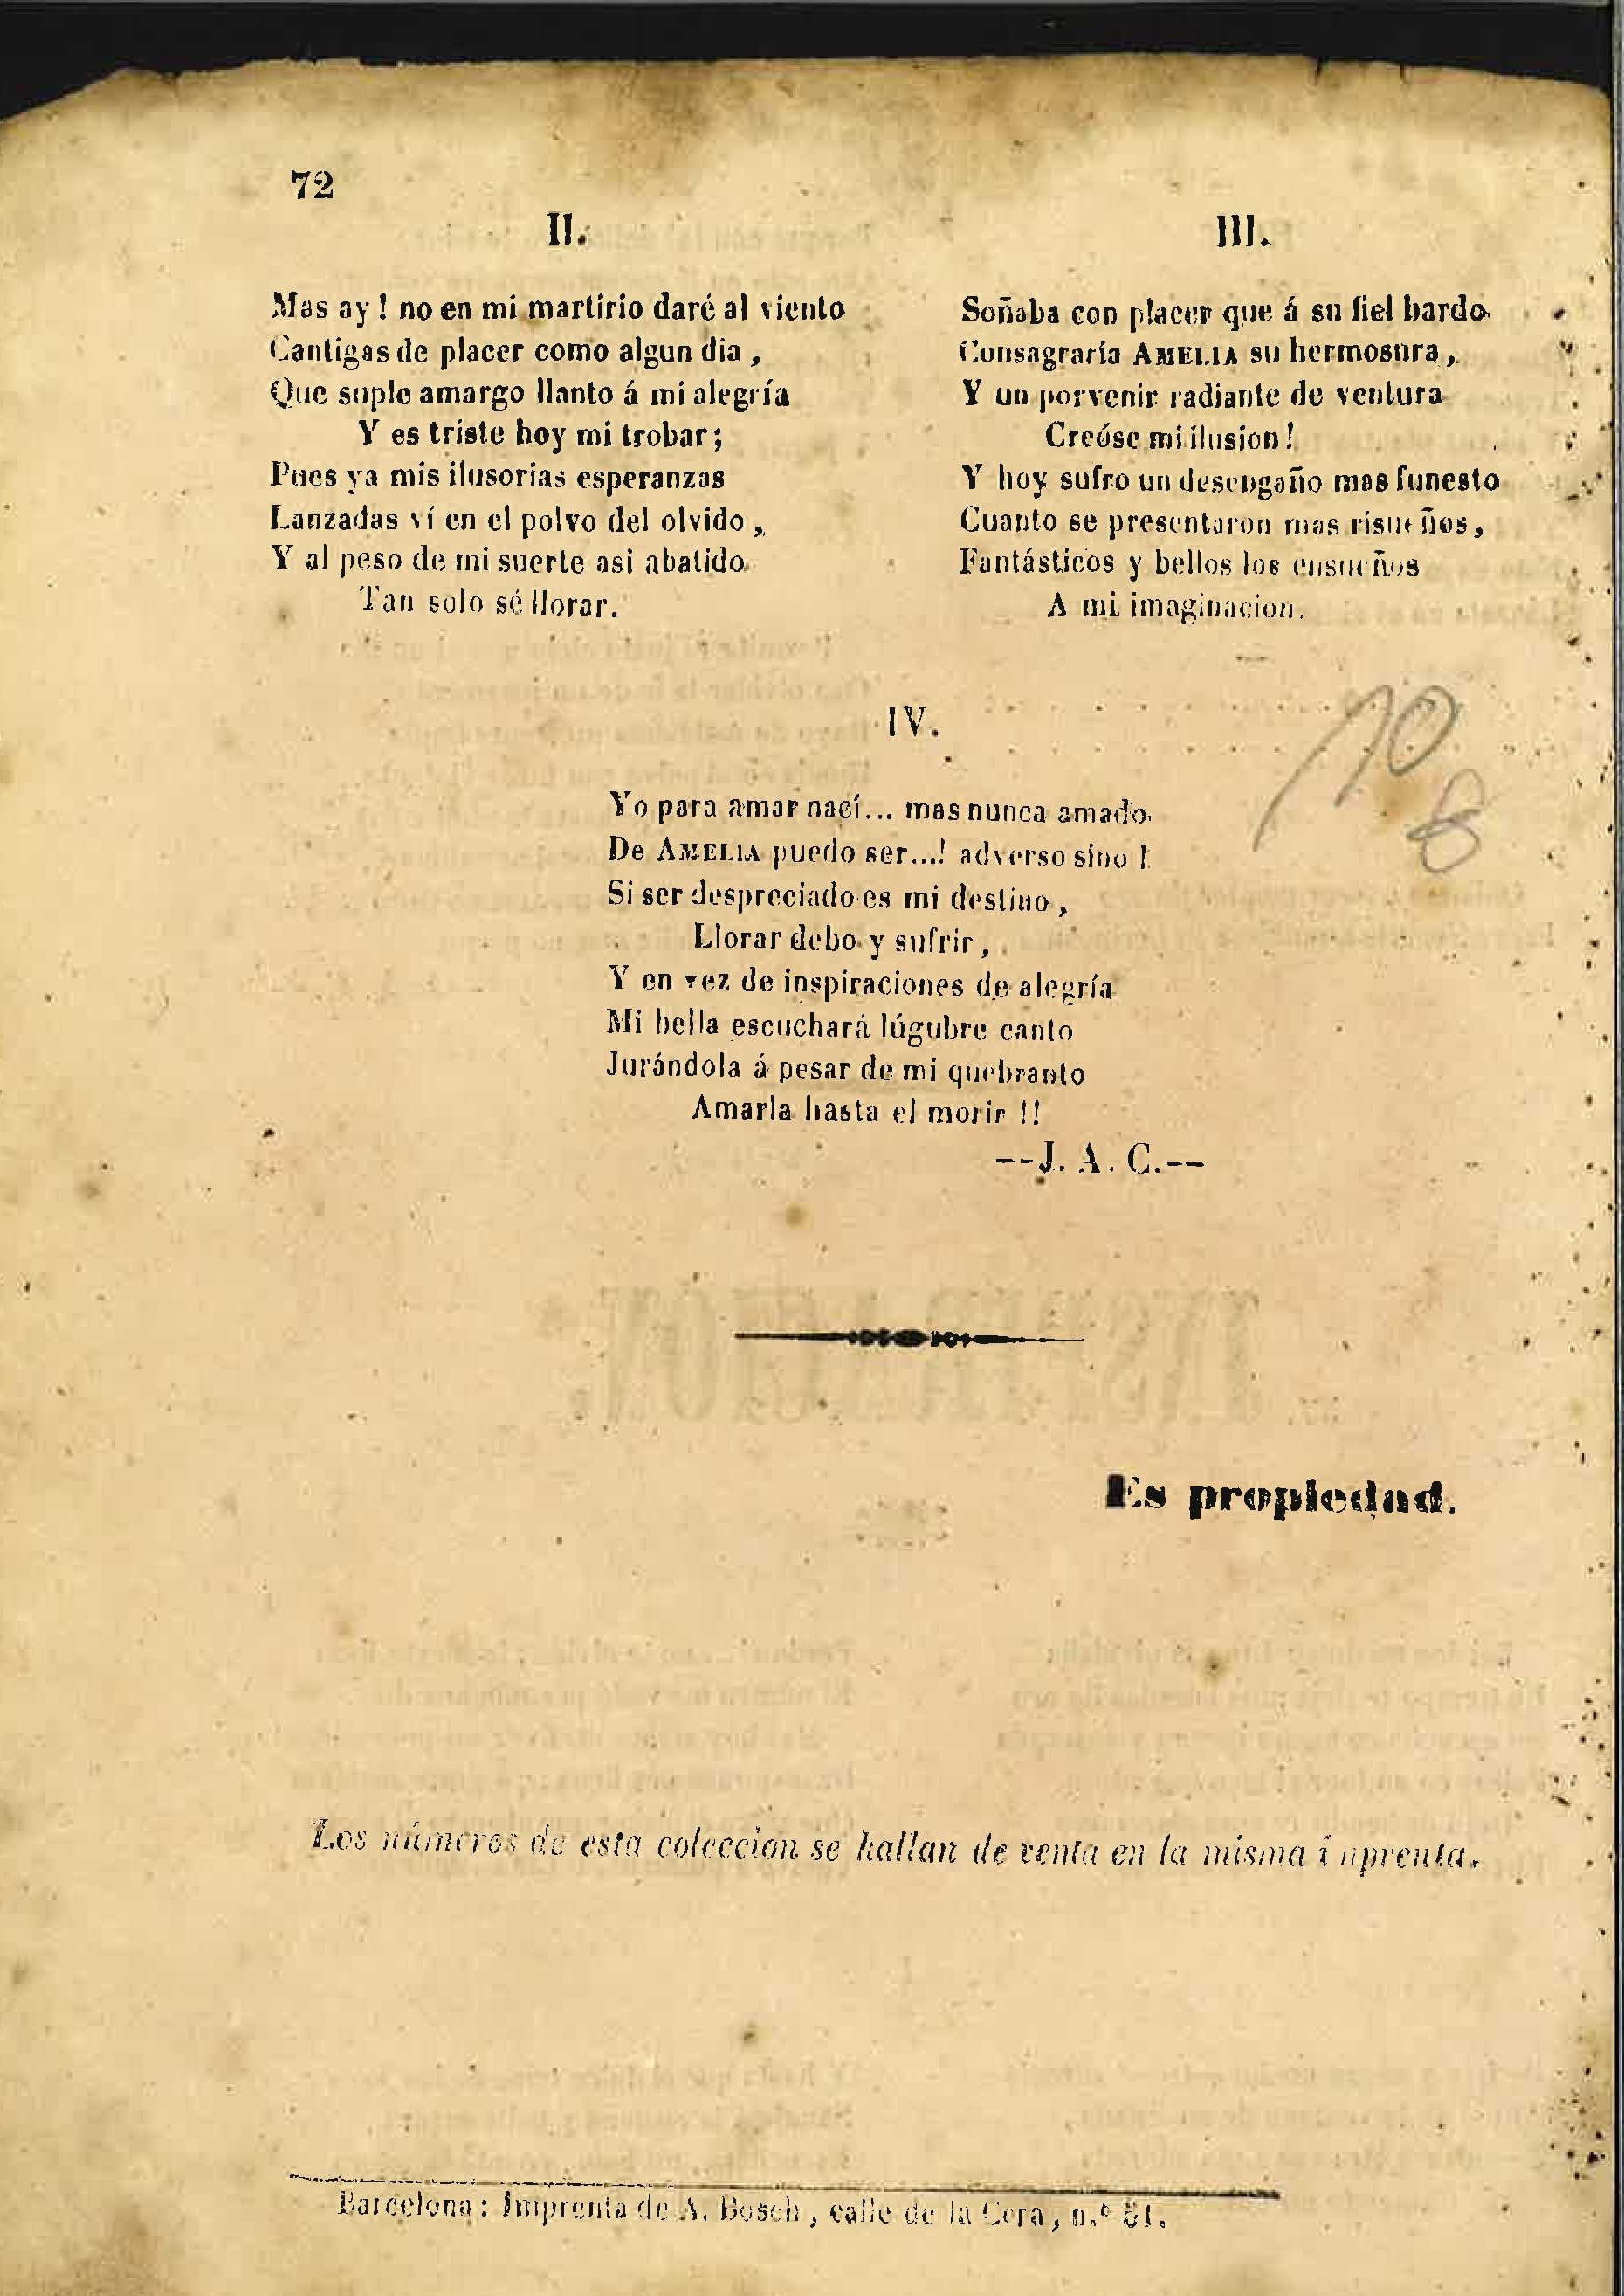 72
II.
Mas ay ! no en mi martirio daré al viento
Cantigas de placer como algun dia ,
Que suple amargo llanto á mi alegría
Y es triste hoy mi trobar ;
Pues ya mis ilusorias esperanzas
Lanzadas ví en el polvo del olvido ,
Y al peso de mi suerte asi abatido
Tan solo sé llorar.
III.
Soñaba con placer que á su fiel bardo
Consagraría AMELIA su hermosura ,
Y un porvenir radiante de ventura
Creóse mi ilusion !
Y hoy sufro un desengaño mas funesto
Cuanto se presentaron mas risueños ,
Fantásticos y bellos los ensueños
A mi imaginacion.
IV.
Yo para amar nací... mas nunca amado
De AMELIA puedo ser...! adverso sino !
Si ser despreciado es mi destino ,
Llorar debo y sufrir ,
Y en vez de inspiraciones de alegría
Mi bella escuchará lúgubre canto
Jurándola á pesar de mi quebranto
Amarla hasta el morir !!
--J. A. C.--
10
8
Es propiedad.
Los números de esta coleccion se hallan de venta en la misma imprenta.
Barcelona : Imprenta de A. Bosch , calle de la Cera , n.º 51.